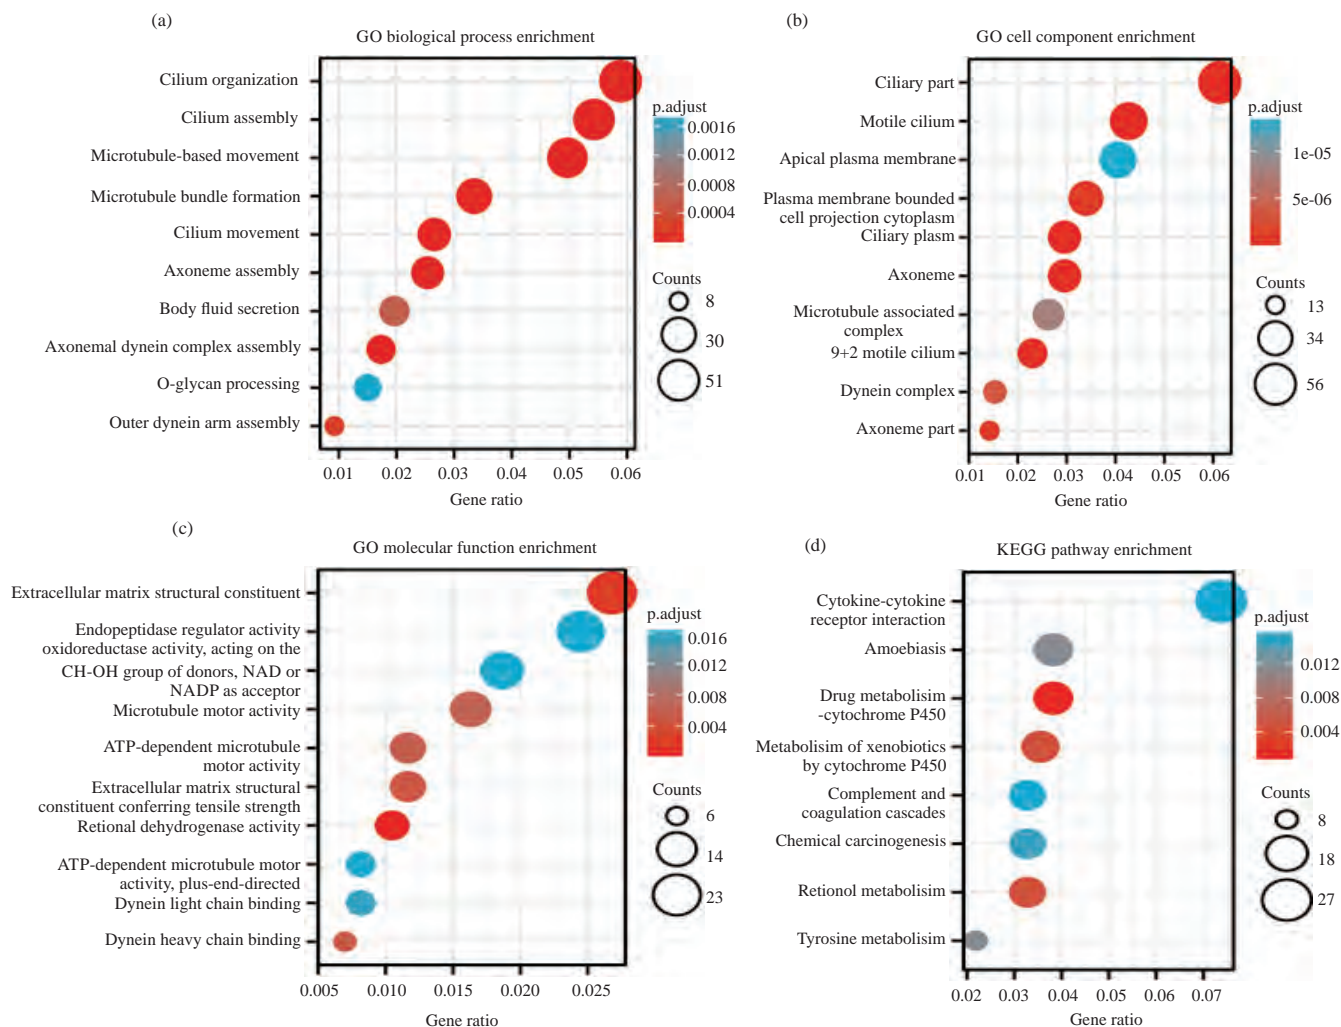 (a)
GO biological process enrichment
Cilium organization
Cilium assembly
Microtubule-based movement
Microtubule bundle formation
Cilium movement
Axoneme assembly
Body fluid secretion
Axonemal dynein complex assembly
O-glycan processing
Outer dynein arm assembly
0.01 0.02 0.03 0.04 0.05 0.06
Gene ratio
p.adjust
0.0016
0.0012
0.0008
0.0004
Counts
8
30
51
(b)
GO cell component enrichment
Ciliary part
Motile cilium
Apical plasma membrane
Plasma membrane bounded
cell projection cytoplasm
Ciliary plasm
Axoneme
Microtubule associated
complex
9+2 motile cilium
Dynein complex
Axoneme part
0.01 0.02 0.03 0.04 0.05 0.06
Gene ratio
p.adjust
1e-05
5e-06
Counts
13
34
56
(c)
GO molecular function enrichment
Extracellular matrix structural constituent
Endopeptidase regulator activity
oxidoreductase activity, acting on the
CH-OH group of donors, NAD or
NADP as acceptor
Microtubule motor activity
ATP-dependent microtubule
motor activity
Extracellular matrix structural
constituent conferring tensile strength
Retional dehydrogenase activity
ATP-dependent microtubule motor
activity, plus-end-directed
Dynein light chain binding
Dynein heavy chain binding
0.005 0.010 0.015 0.020 0.025
Gene ratio
p.adjust
0.016
0.012
0.008
0.004
Counts
6
14
23
(d)
KEGG pathway enrichment
Cytokine-cytokine
receptor interaction
Amoebiasis
Drug metabolisim
-cytochrome P450
Metabolisim of xenobiotics
by cytochrome P450
Complement and
coagulation cascades
Chemical carcinogenesis
Retionol metabolisim
Tyrosine metabolisim
0.02 0.03 0.04 0.05 0.06 0.07
Gene ratio
p.adjust
0.012
0.008
0.004
Counts
8
18
27